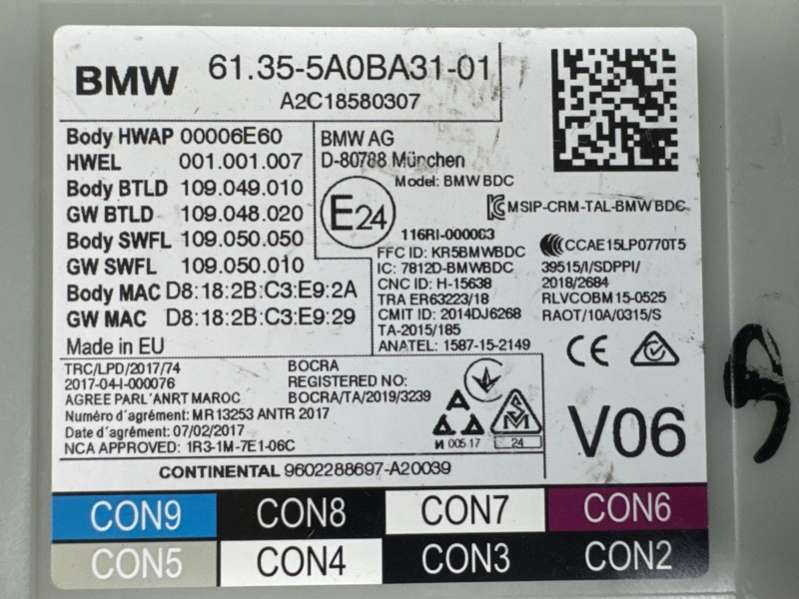 BMW 61.35-5A0BA31-01
A2C18580307
Body HWAP 00006E60
HWEL 001.001.007
Body BTLD 109.049.010
GW BTLD 109.048.020
Body SWFL 109.050.050
GW SWFL 109.050.010
Body MAC D8:18:2B:C3:E9:2A
GW MAC D8:18:2B:C3:E9:29
Made in EU
BMW AG
D-80788 München
Model: BMW BDC
E24
116RI-000063
MSIP-CRM-TAL-BMW BDC
FFC ID: KR5BMWBDC
IC: 7812D-BMWBDC
CNC ID: H-15638
TRA ER63223/18
CMIT ID: 2014DJ6268
TA-2015/185
ANATEL: 1587-15-2149
CCAE15LP0770T5
39515/I/SDPPI/
2018/2684
RLVCOBM15-0525
RAOT/10A/0315/S
CE
TRC/LPD/2017/74
2017-04-I-000076
AGREE PARL'ANRT MAROC
Numéro d'agrément: MR13253 ANTR 2017
Date d'agrément: 07/02/2017
NCA APPROVED: 1R3-1M-7E1-06C
BOCRA
REGISTERED NO:
BOCRA/TA/2019/3239
005 17
24
V06
CONTINENTAL 9602288697-A20039
CON9 CON8 CON7 CON6
CON5 CON4 CON3 CON2